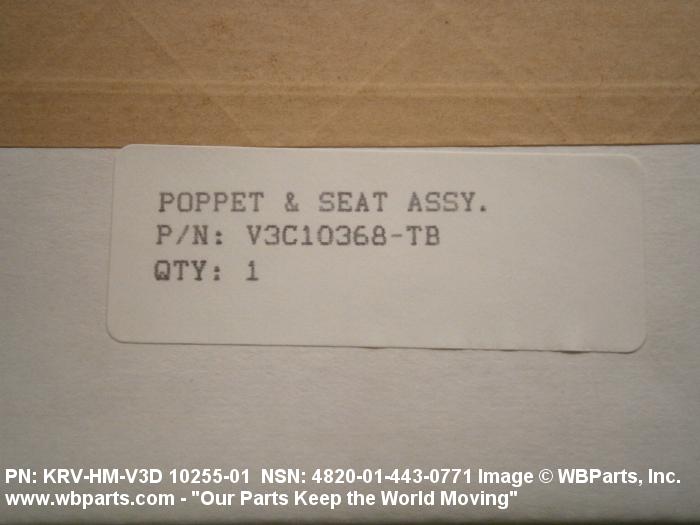 POPPET & SEAT ASSY.
P/N: V3C10368-TB
QTY: 1
PN: KRV-HM-V3D 10255-01 NSN: 4820-01-443-0771 Image © WBParts, Inc.
www.wbparts.com - "Our Parts Keep the World Moving"